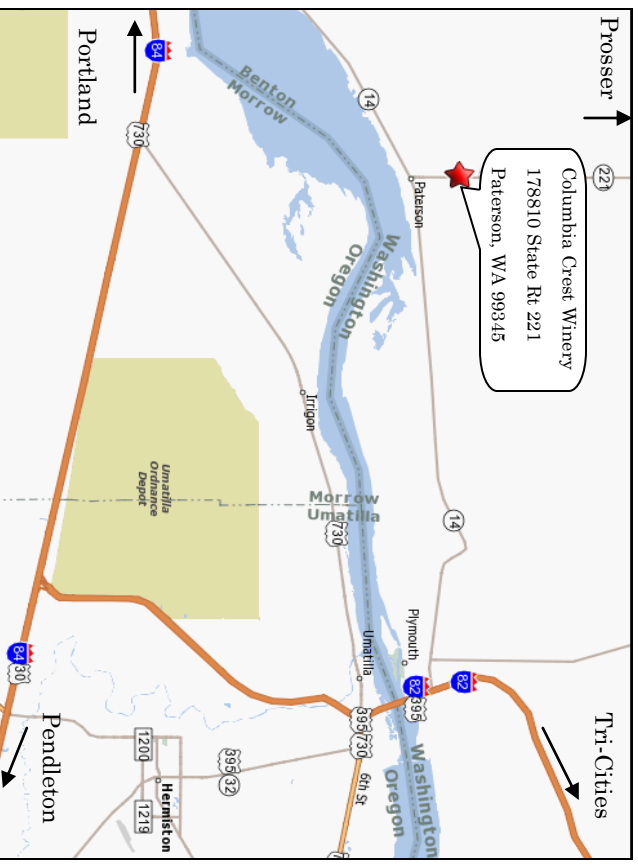 Prosser
221
Columbia Crest Winery
178810 State Rt 221
Paterson, WA 99345
14
Paterson
Benton
Morrow
Washington
Oregon
Portland
84
730
Irrigon
Morrow
Umatilla
730
14
Umatilla
Ordnance
Depot
Plymouth
Umatilla
82
395
82
Tri-Cities
395
730
6th St
Washington
Oregon
84
30
Pendleton
1200
395
32
Hermiston
1219